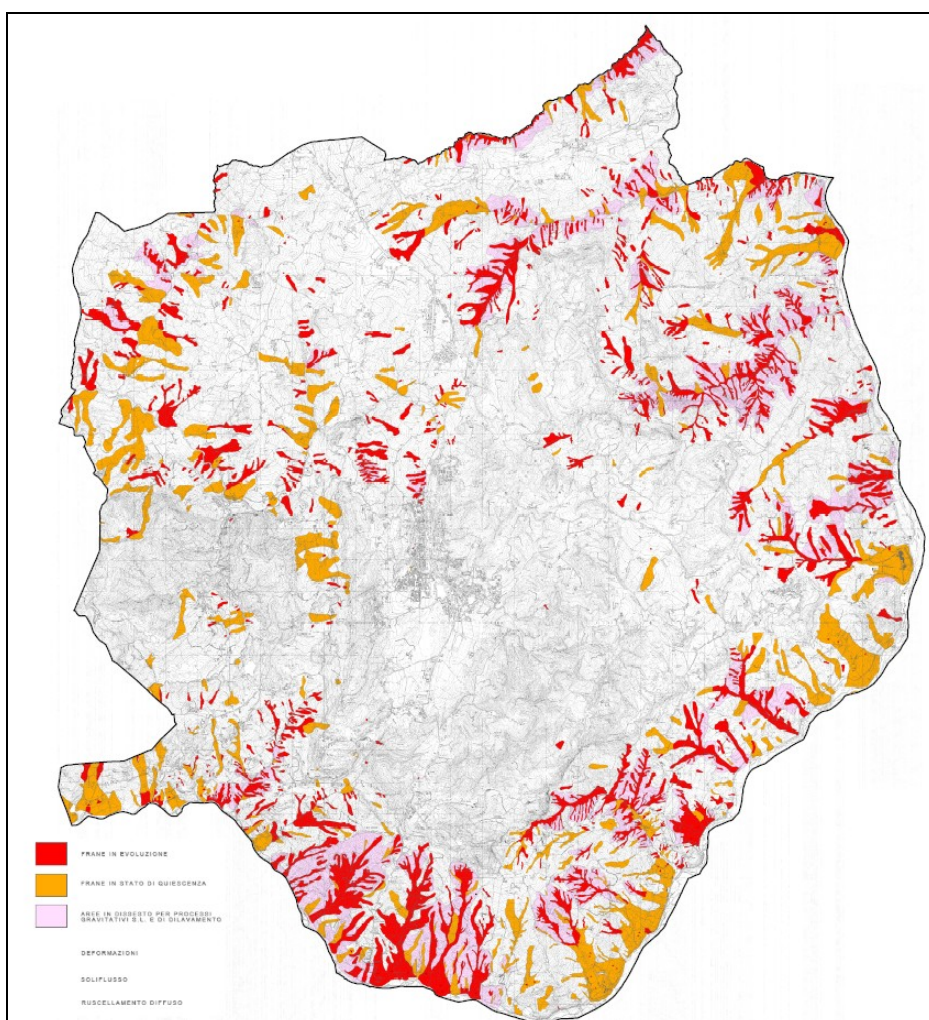 FRANE IN EVOLUZIONE
FRANE IN STATO DI QUIESCENZA
AREE IN DISSESTO PER PROCESSI
GRAVITATIVI S.L. E DI DILAVAMENTO
DEFORMAZIONI
SOLIFLUSSO
RUSCELLAMENTO DIFFUSO